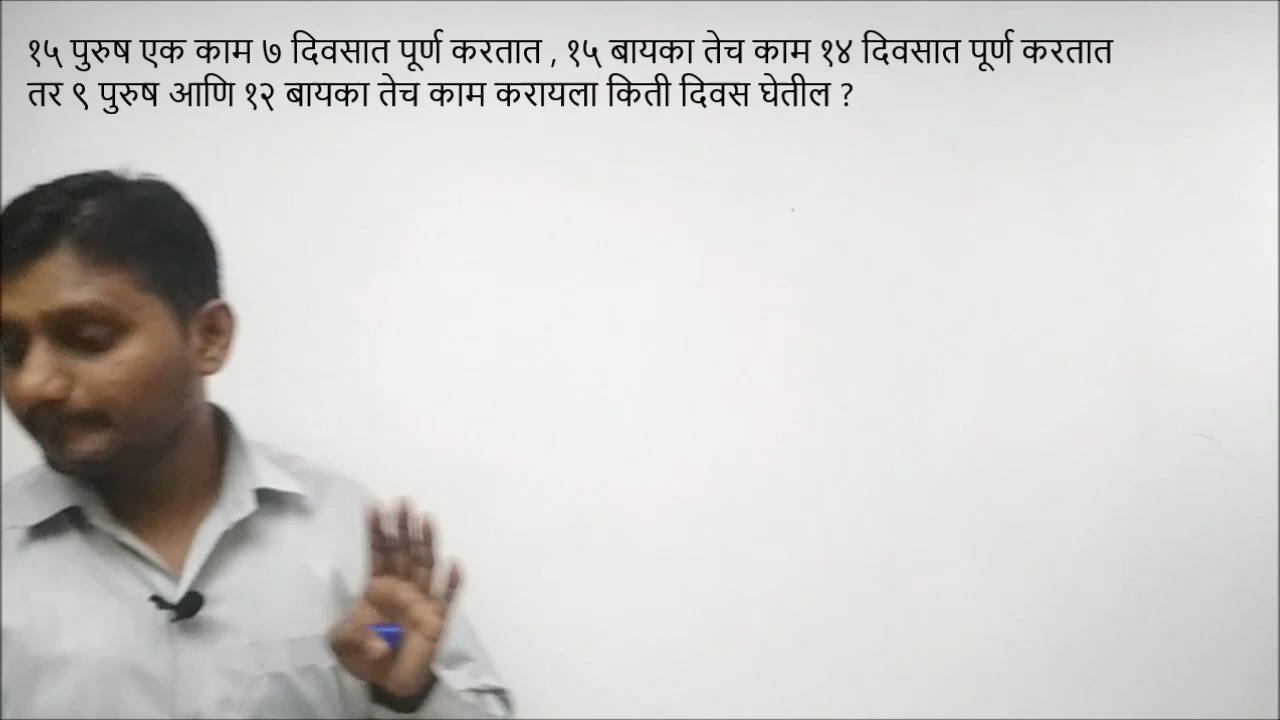 १५ पुरुष एक काम ७ दिवसात पूर्ण करतात , १५ बायका तेच काम १४ दिवसात पूर्ण करतात
तर ९ पुरुष आणि १२ बायका तेच काम करायला किती दिवस घेतील ?